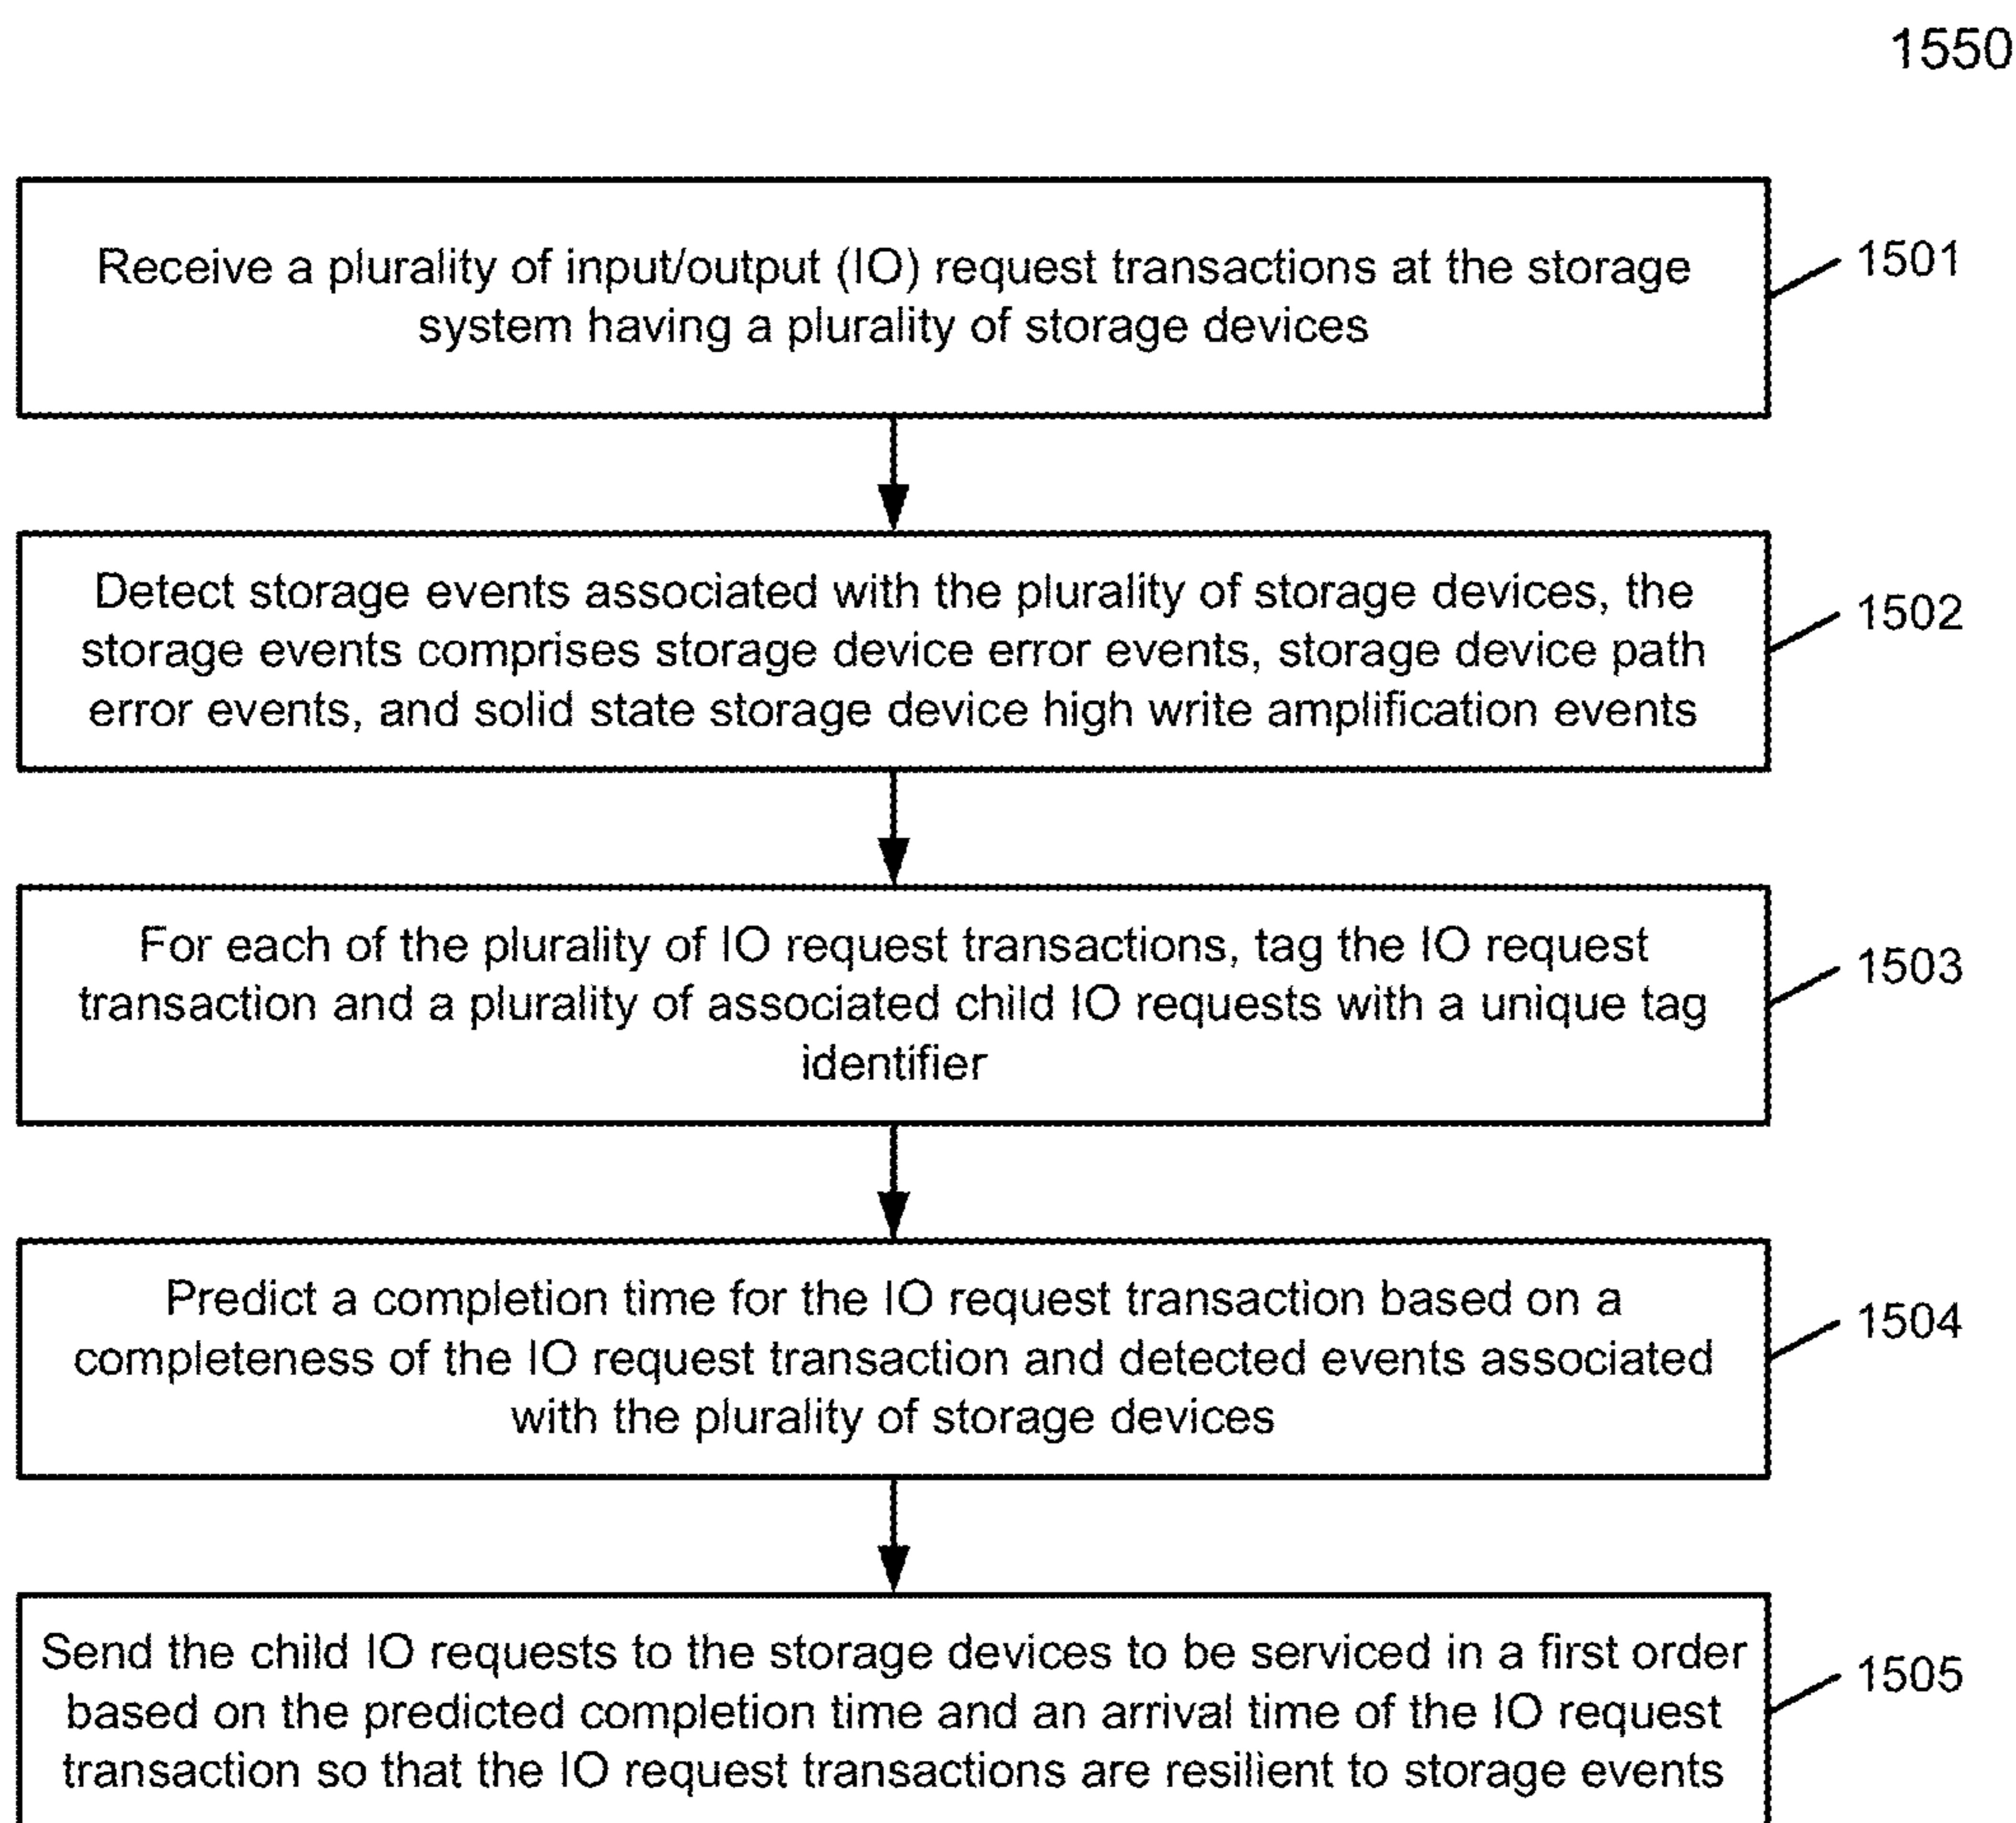 1550
Receive a plurality of input/output (IO) request transactions at the storage
system having a plurality of storage devices
1501
Detect storage events associated with the plurality of storage devices, the
storage events comprises storage device error events, storage device path
error events, and solid state storage device high write amplification events
1502
For each of the plurality of IO request transactions, tag the IO request
transaction and a plurality of associated child IO requests with a unique tag
identifier
1503
Predict a completion time for the IO request transaction based on a
completeness of the IO request transaction and detected events associated
with the plurality of storage devices
1504
Send the child IO requests to the storage devices to be serviced in a first order
based on the predicted completion time and an arrival time of the IO request
transaction so that the IO request transactions are resilient to storage events
1505